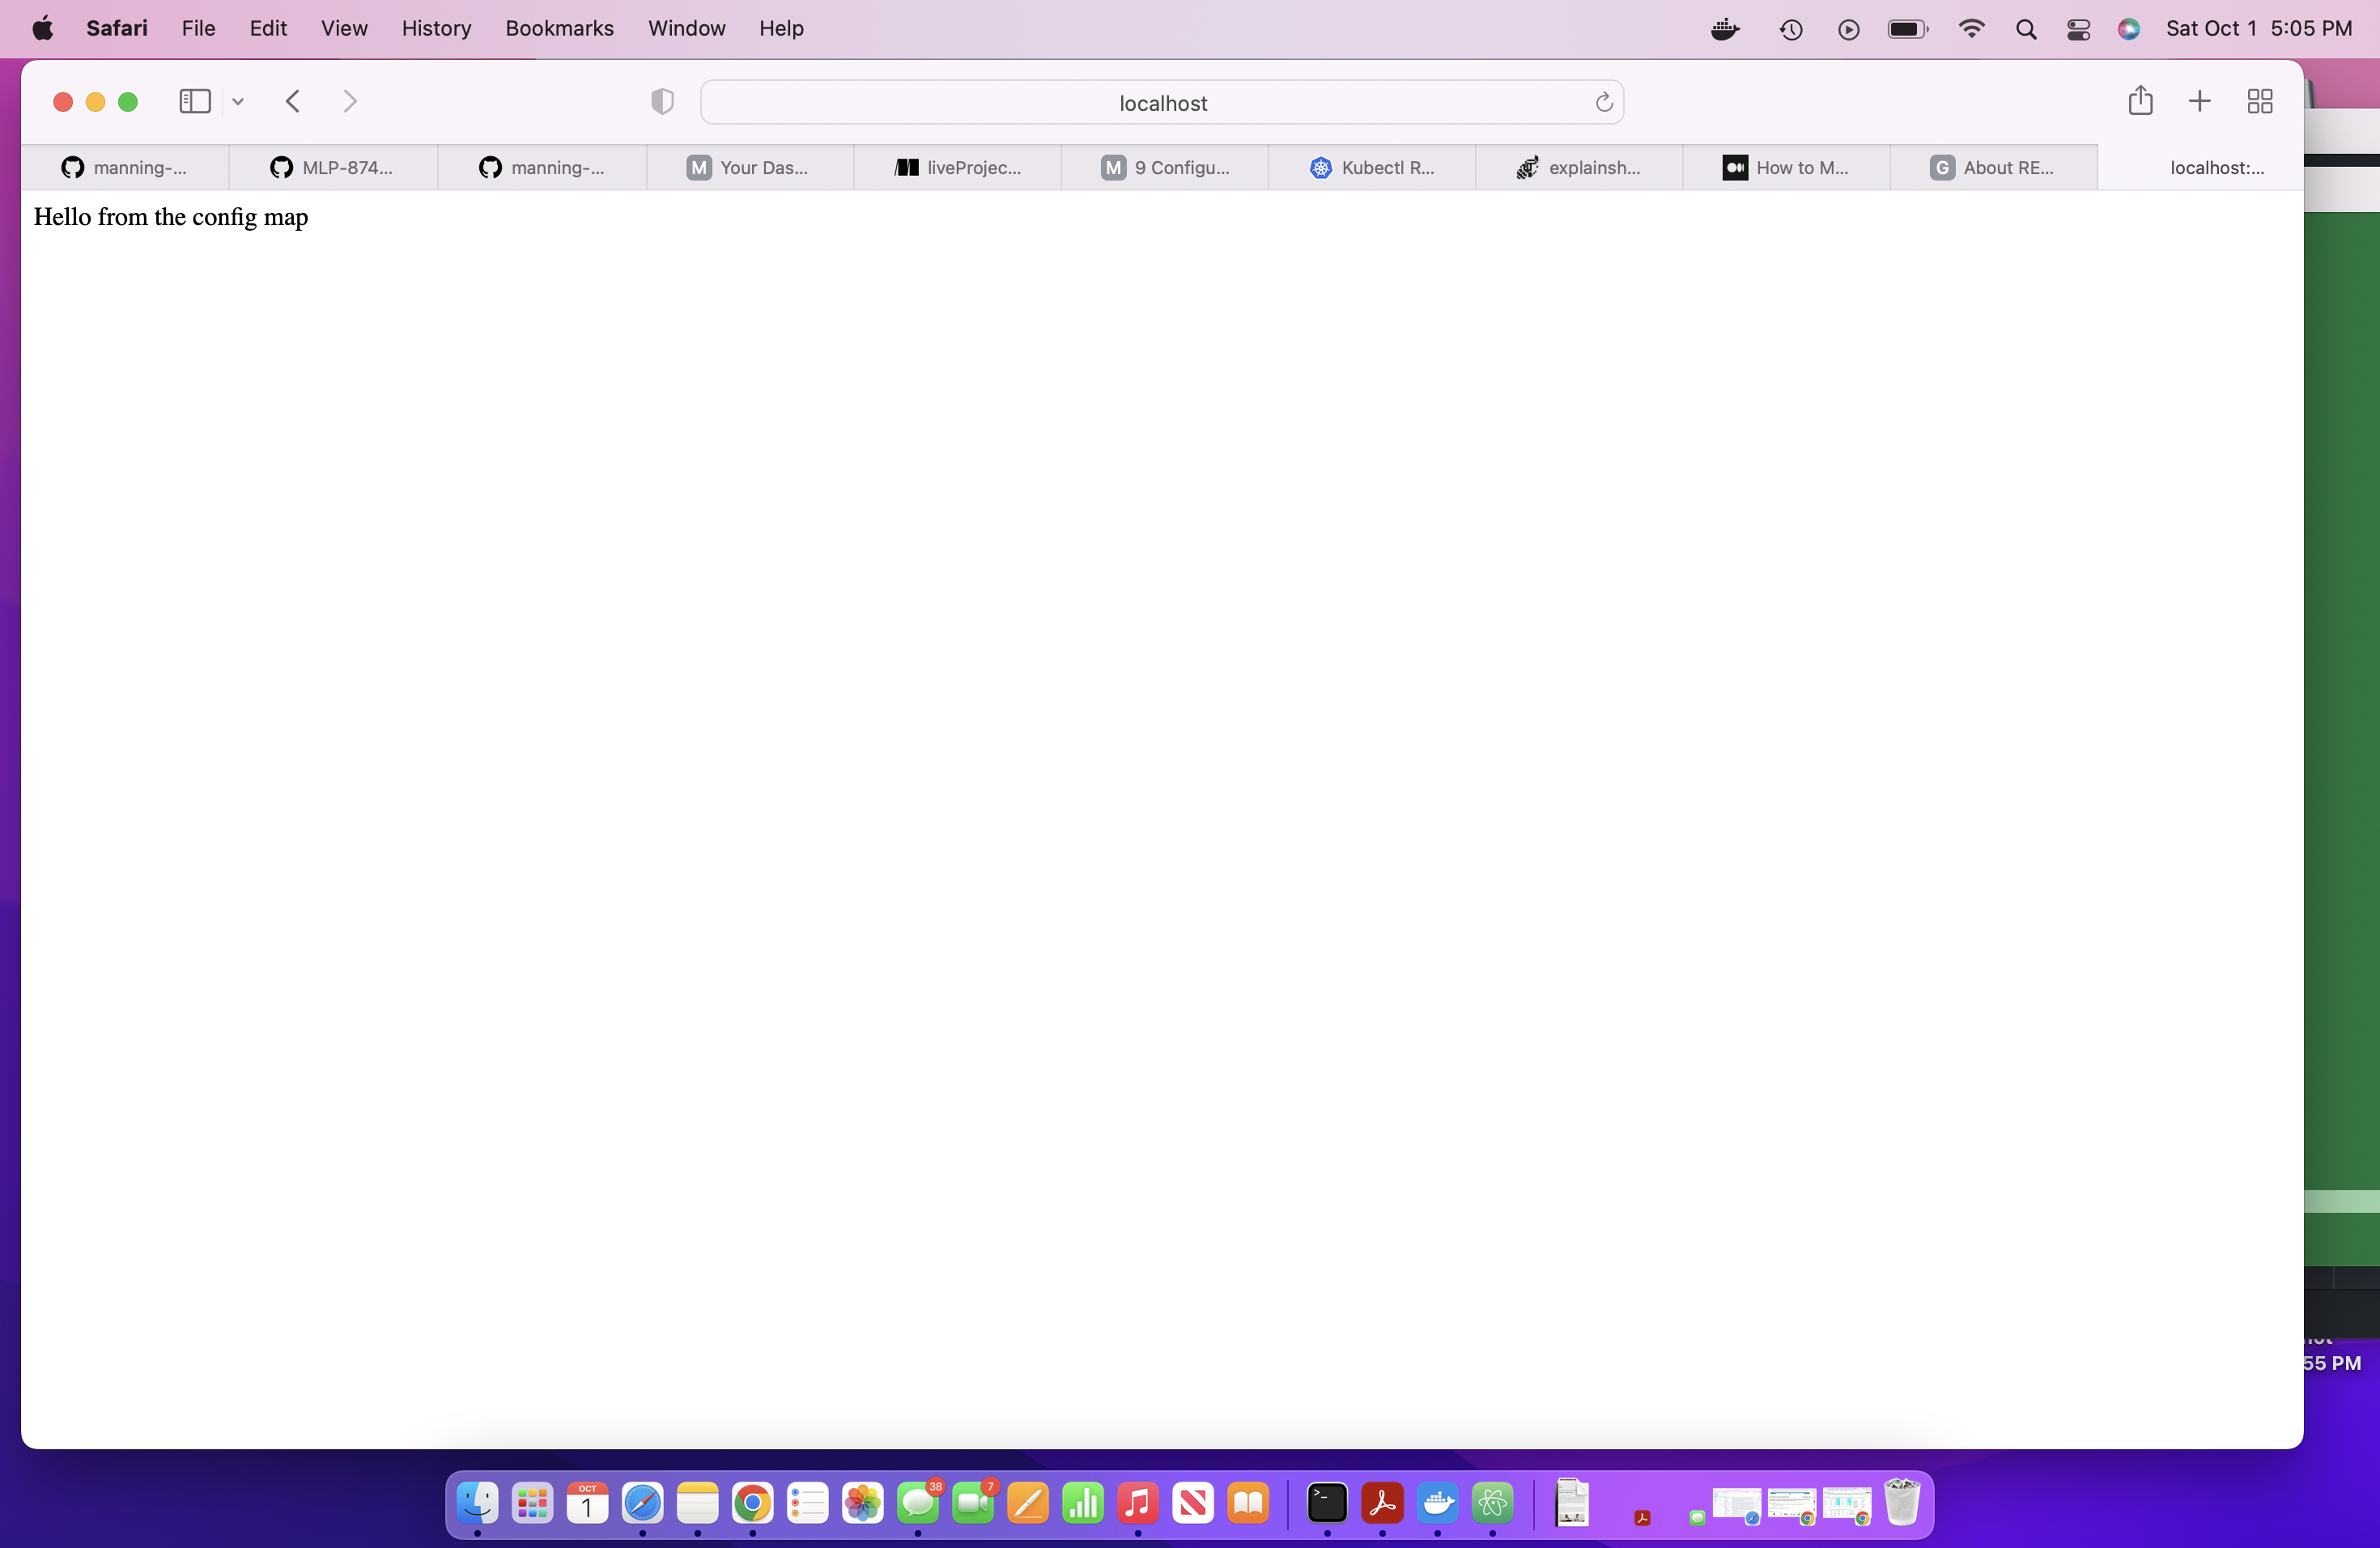 Safari File Edit View History Bookmarks Window Help Sat Oct 1 5:05 PM
localhost
manning-... MLP-874... manning-... M Your Das... liveProjec... M 9 Configu... Kubectl R... explainsh... How to M... G About RE... localhost:...
Hello from the config map
55 PM
38 7
OCT
1
>_